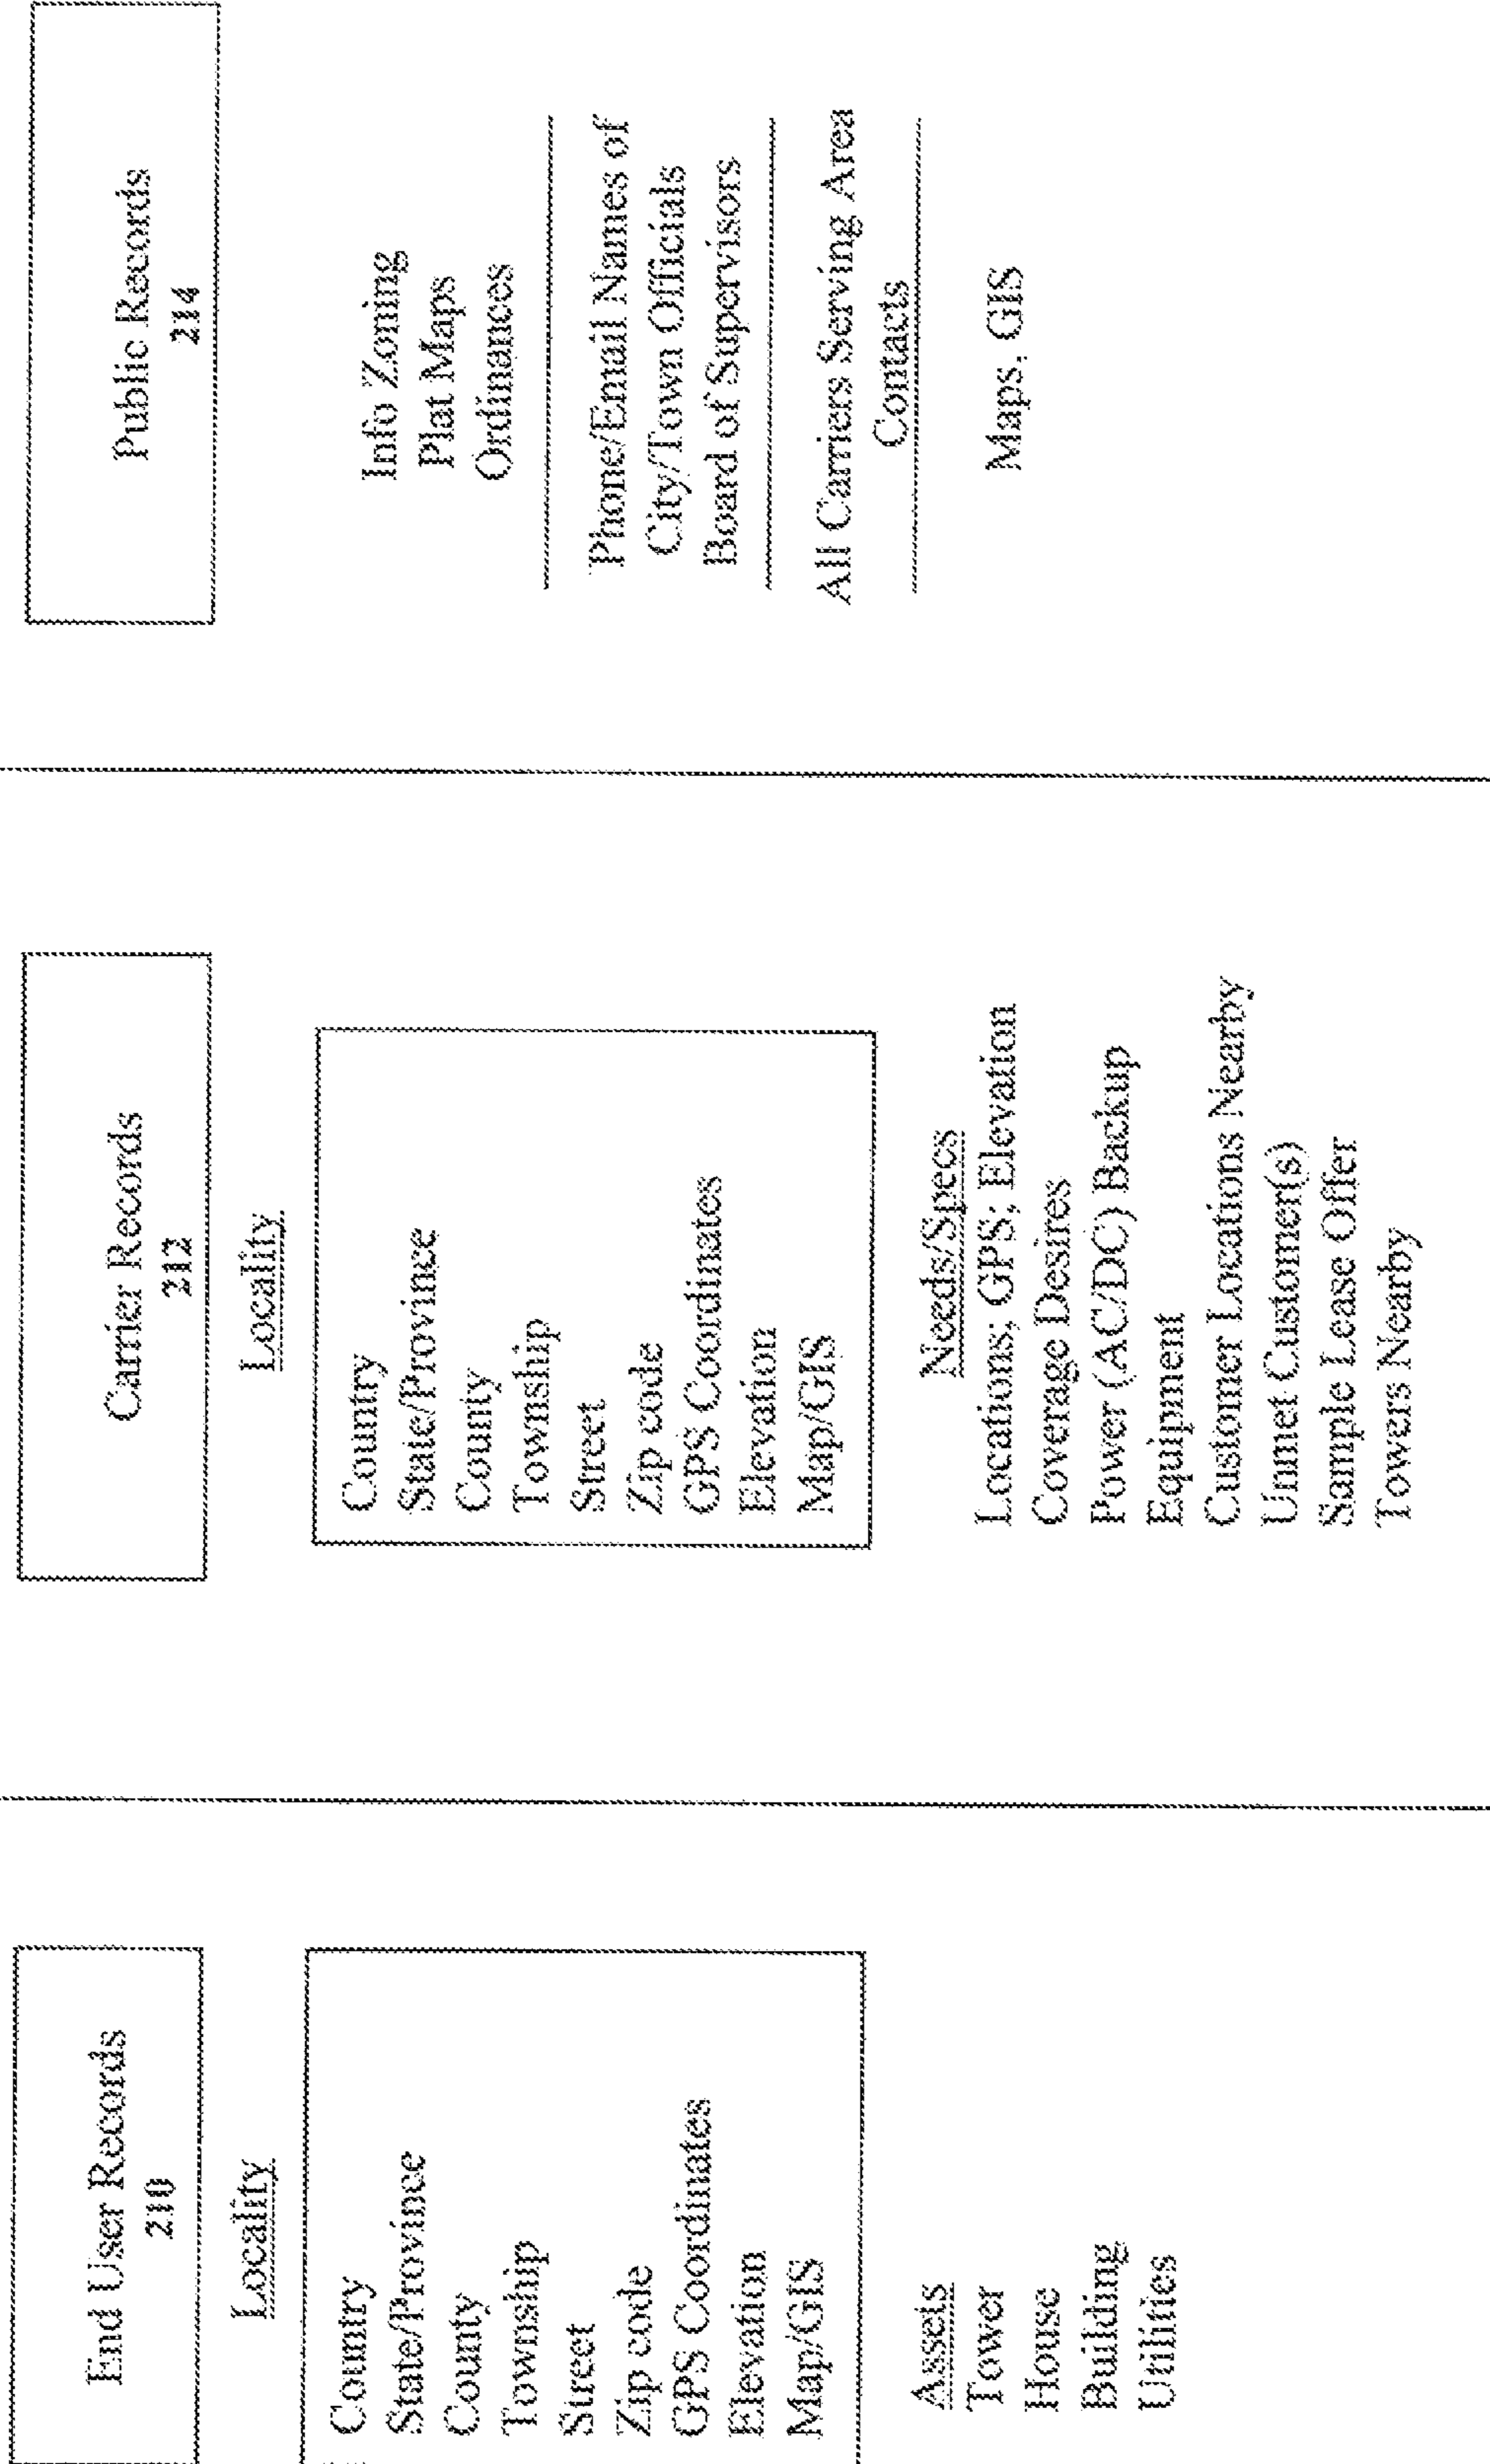 End User Records
210
Locality
Country
State/Province
County
Township
Street
Zip code
GPS Coordinates
Elevation
Map/GIS
Assets
Tower
House
Building
Utilities
Carrier Records
212
Locality
Country
State/Province
County
Township
Street
Zip code
GPS Coordinates
Elevation
Map/GIS
Needs/Specs
Locations; GPS; Elevation
Coverage Desires
Power (AC/DC) Backup
Equipment
Customer Locations Nearby
Unmet Customer(s)
Sample Lease Offer
Towers Nearby
Public Records
214
Info Zoning
Plat Maps
Ordinances
Phone/Email Names of
City/Town Officials
Board of Supervisors
All Carriers Serving Area
Contacts
Maps, GIS